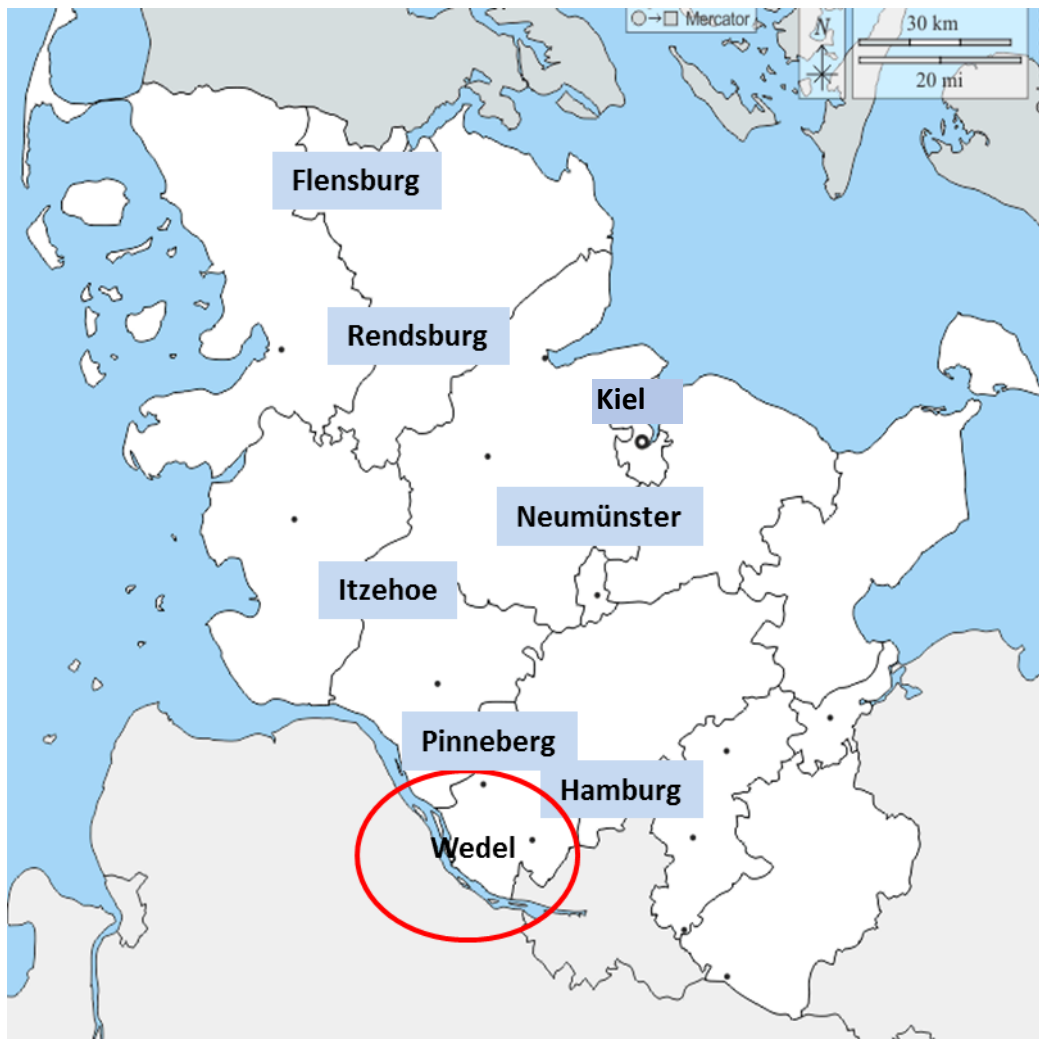 ○→□ Mercator
N
30 km
20 mi
Flensburg
Rendsburg
Kiel
Neumünster
Itzehoe
Pinneberg
Hamburg
Wedel